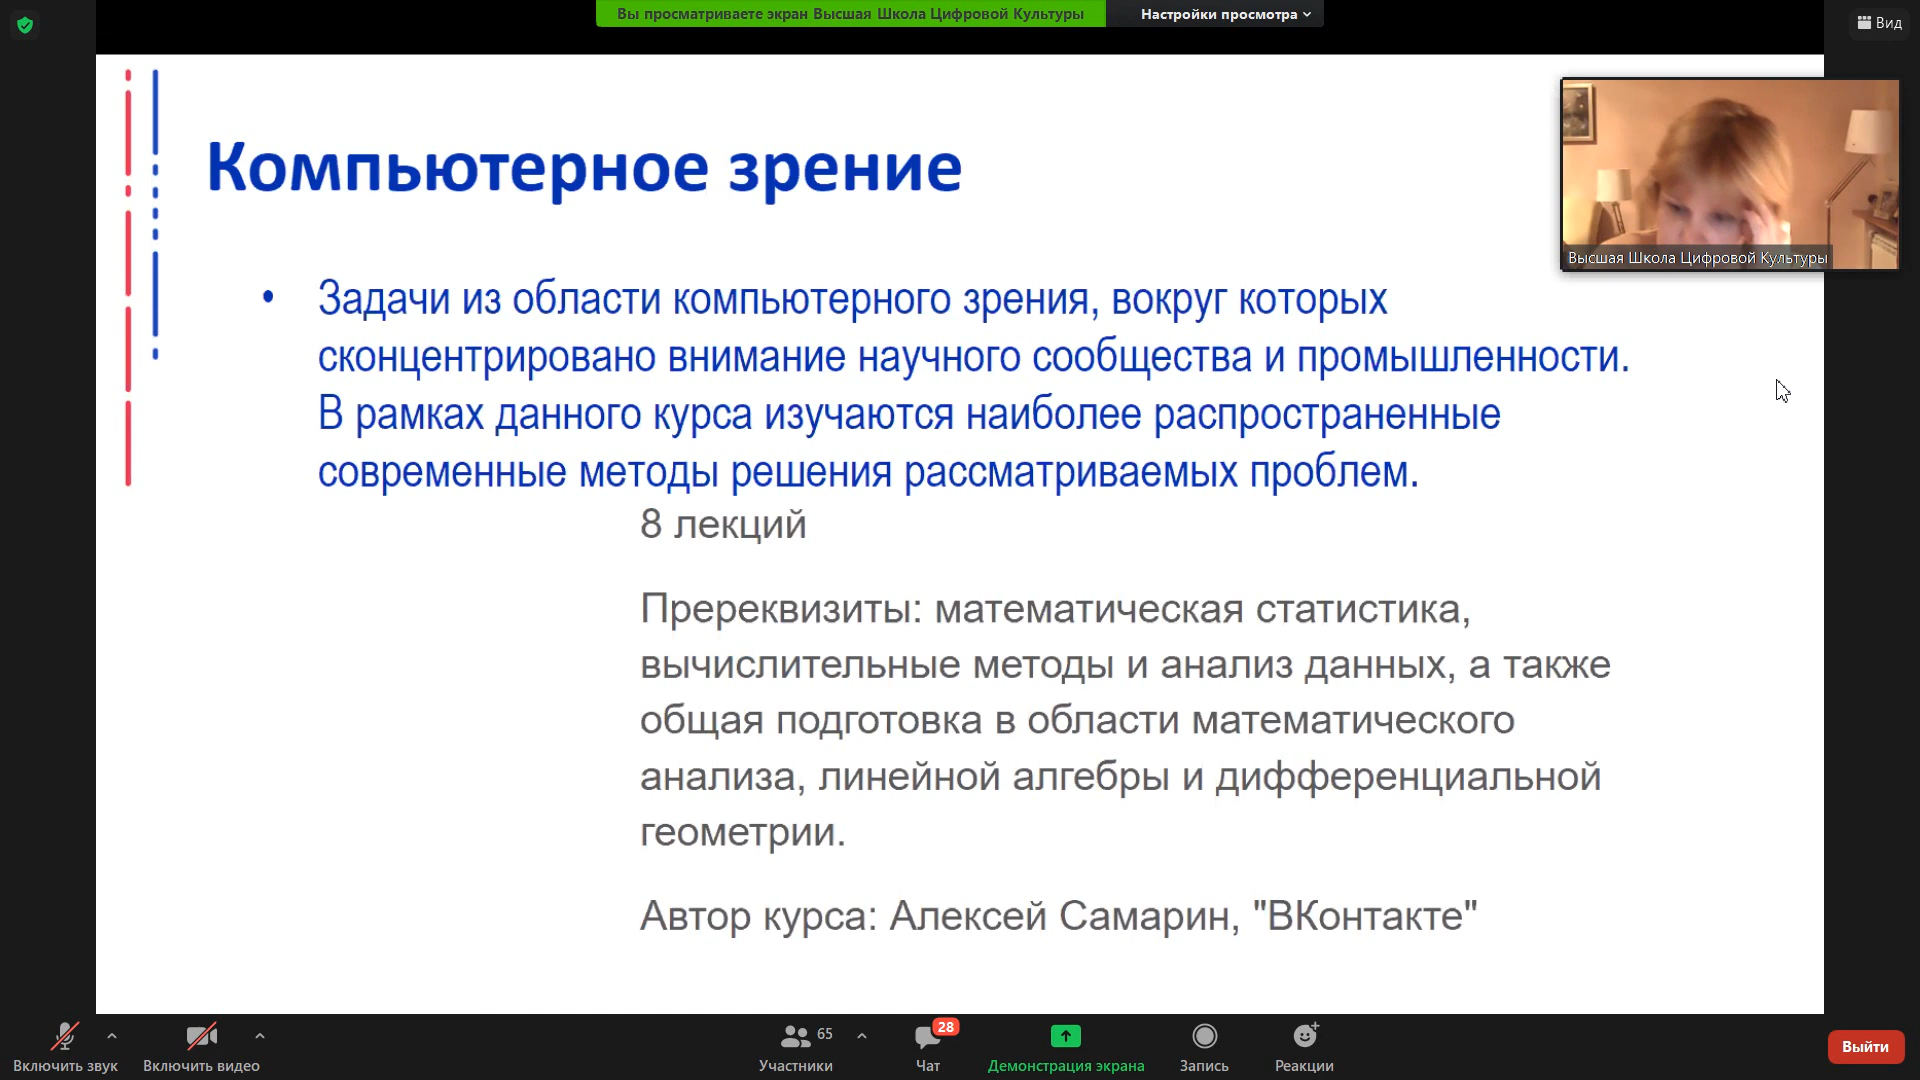 Вы просматриваете экран Высшая Школа Цифровой Культуры
Настройки просмотра
Вид
Компьютерное зрение
Высшая Школа Цифровой Культуры
• Задачи из области компьютерного зрения, вокруг которых
сконцентрировано внимание научного сообщества и промышленности.
В рамках данного курса изучаются наиболее распространенные
современные методы решения рассматриваемых проблем.
8 лекций
Пререквизиты: математическая статистика,
вычислительные методы и анализ данных, а также
общая подготовка в области математического
анализа, линейной алгебры и дифференциальной
геометрии.
Автор курса: Алексей Самарин, "ВКонтакте"
Включить звук
Включить видео
65
Участники
28
Чат
Демонстрация экрана
Запись
Реакции
Выйти